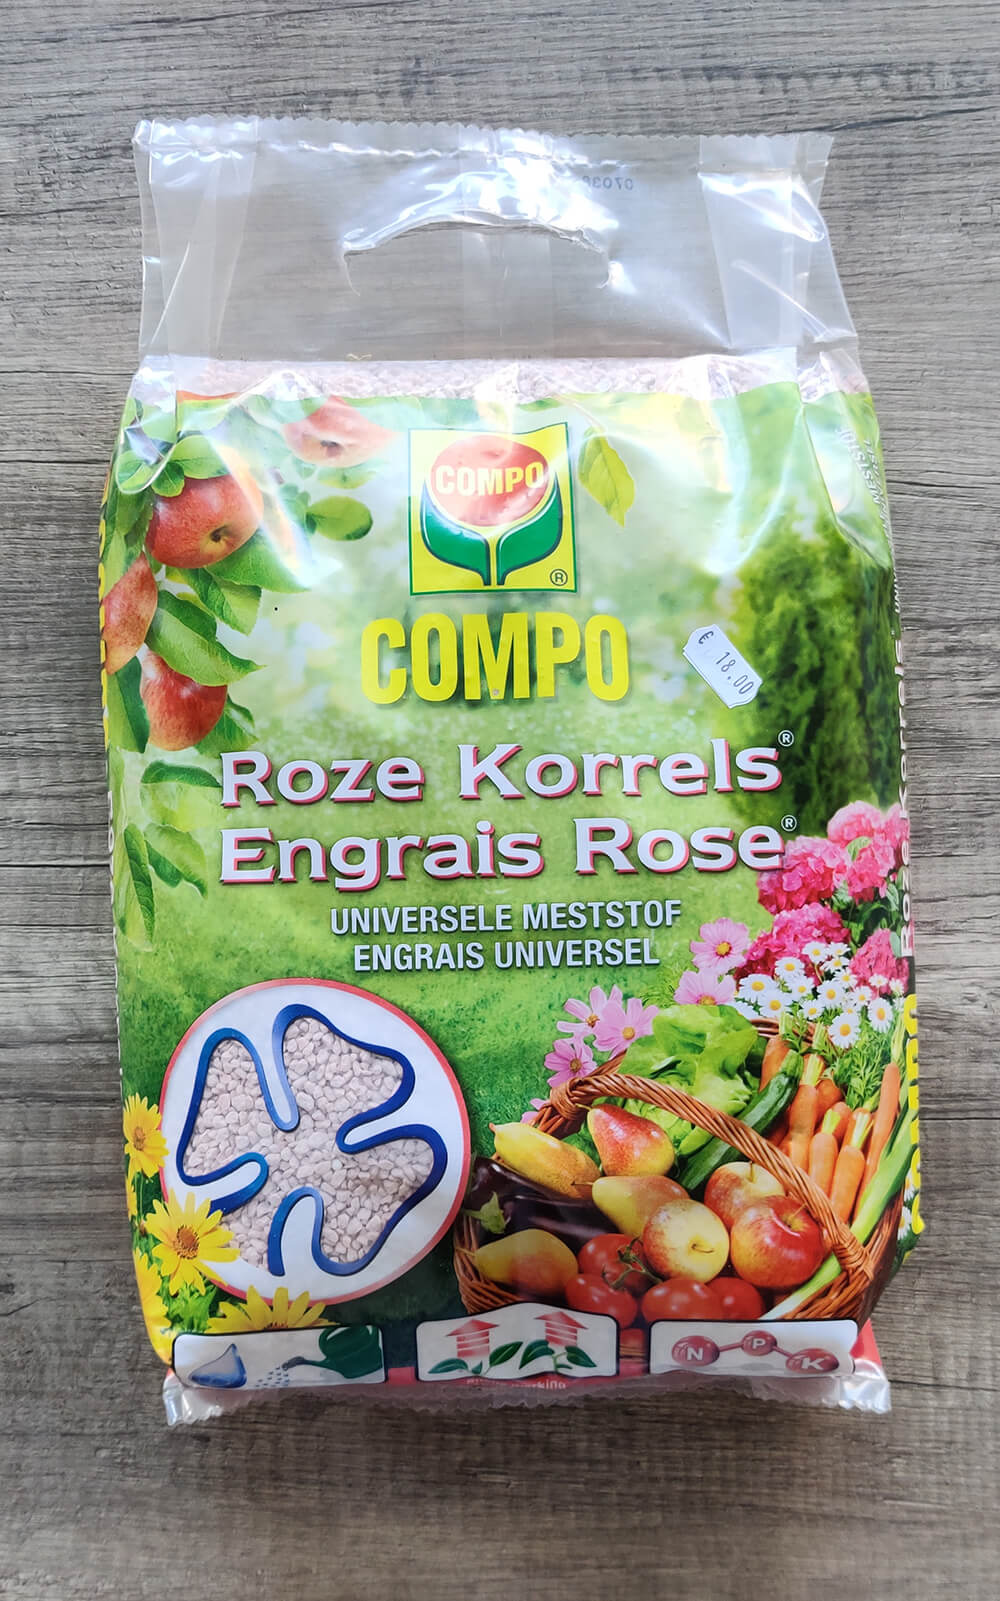 COMPO
®
COMPO
€ 18.00
Roze Korrels®
Engrais Rose®
UNIVERSELE MESTSTOF
ENGRAIS UNIVERSEL
N P K